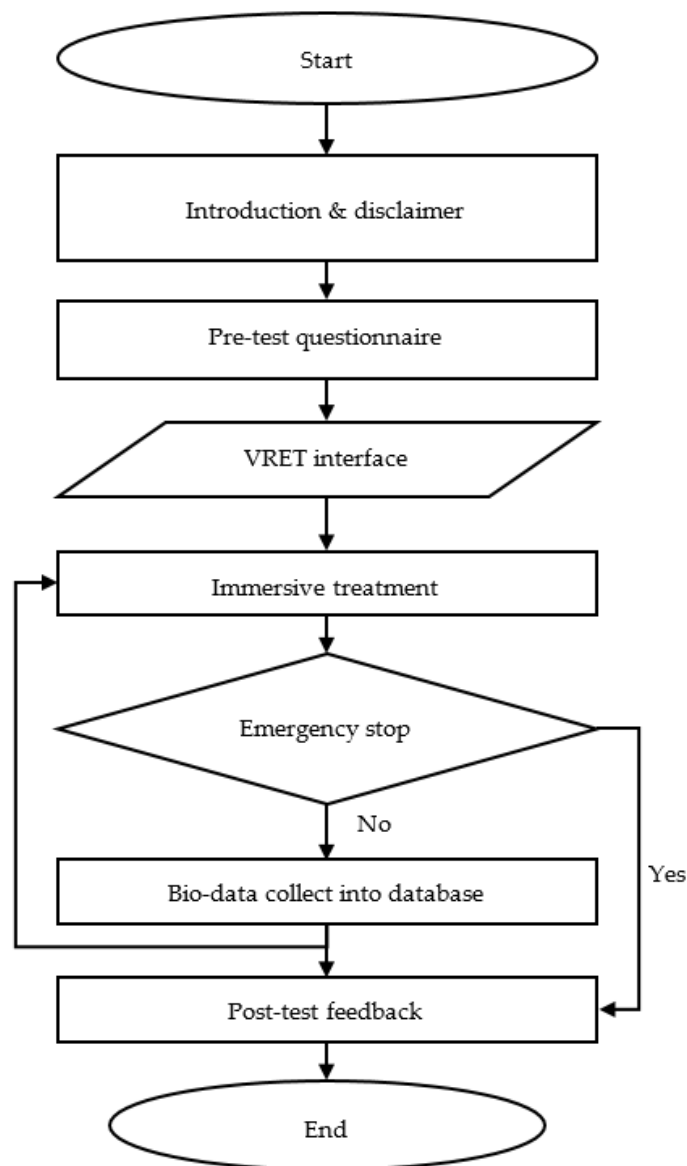 Start
Introduction & disclaimer
Pre-test questionnaire
VRET interface
Immersive treatment
Emergency stop
No
Yes
Bio-data collect into database
Post-test feedback
End